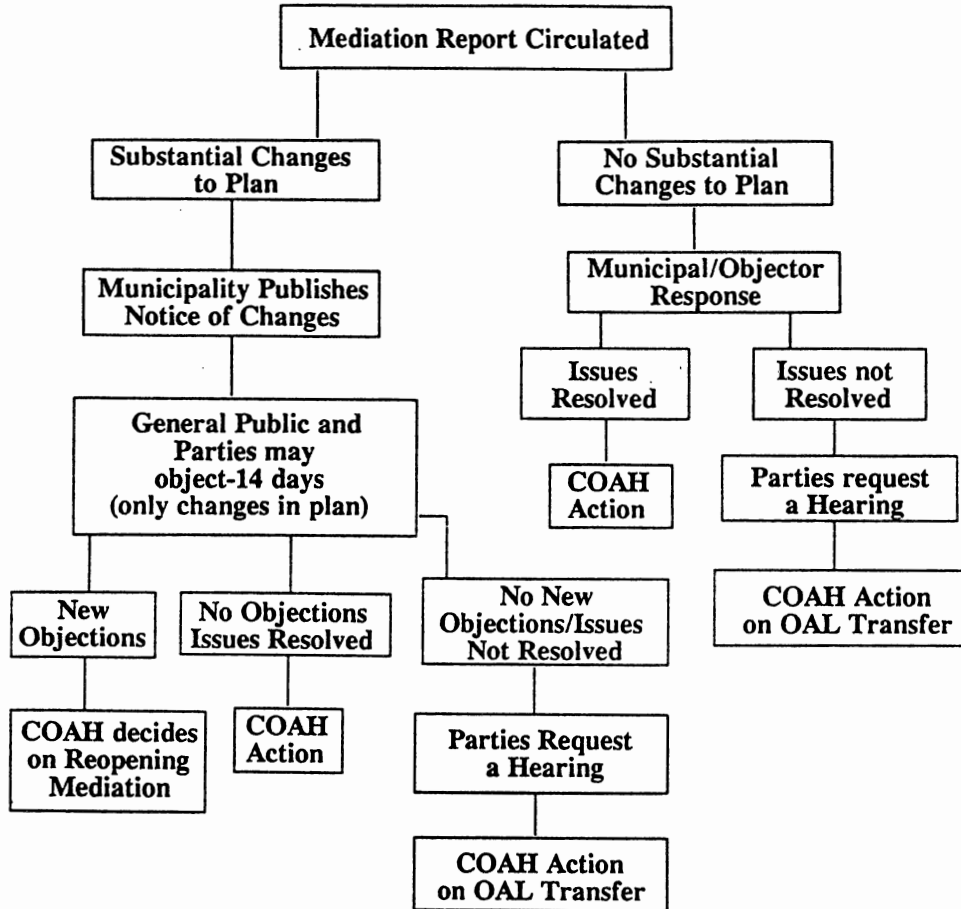 Mediation Report Circulated
Substantial Changes
to Plan
No Substantial
Changes to Plan
Municipality Publishes
Notice of Changes
Municipal/Objector
Response
Issues
Resolved
Issues not
Resolved
General Public and
Parties may
object-14 days
(only changes in plan)
COAH
Action
Parties request
a Hearing
New
Objections
No Objections
Issues Resolved
No New
Objections/Issues
Not Resolved
COAH Action
on OAL Transfer
COAH decides
on Reopening
Mediation
COAH
Action
Parties Request
a Hearing
COAH Action
on OAL Transfer